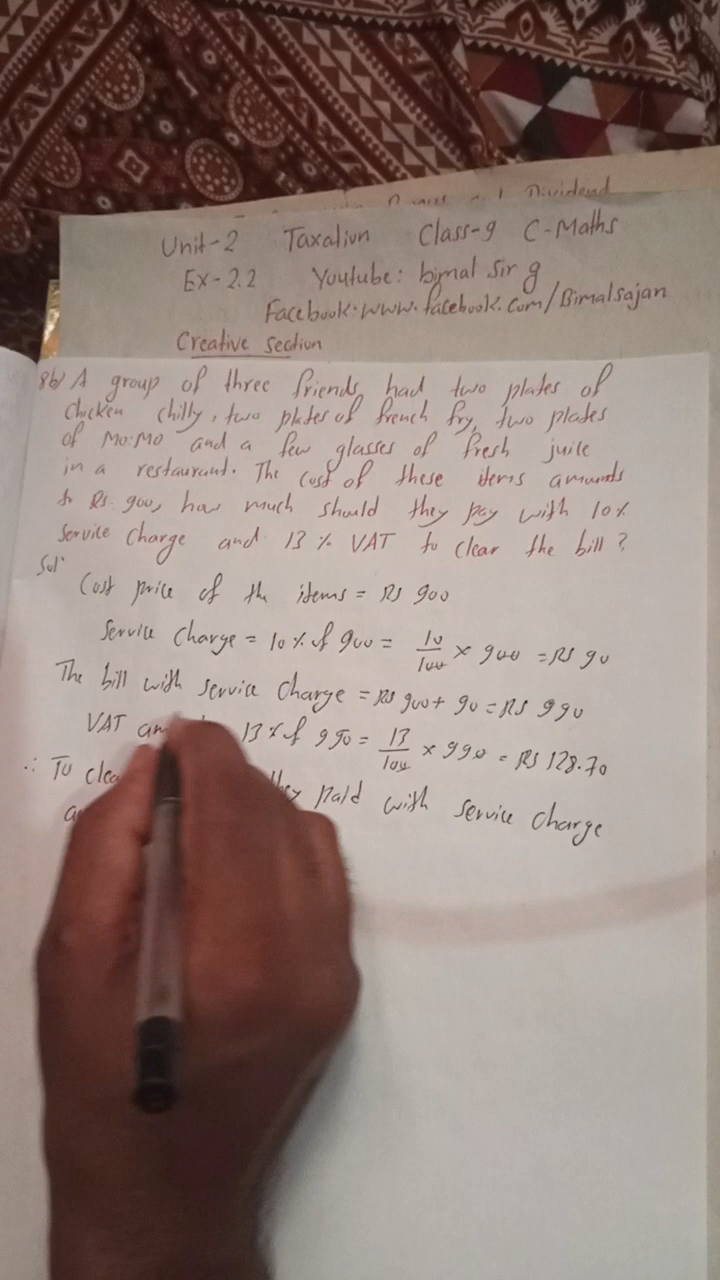 Dividend
Unit-2 Taxation Class-9 C-Maths
Ex-2.2 Youtube: bimal sir g
Facebook:www.facebook.com/Bimalsajan
Creative section
8b) A group of three friends had two plates of
chicken chilly, two plates of french fry, two plates
of Mo:Mo and a few glasses of fresh juice
in a restaurant. The cost of these items amounts
to Rs. 900, how much should they pay with 10%
service charge and 13% VAT to clear the bill?
Solⁿ
Cost price of the items = Rs 900
Service charge = 10% of 900 = 10/100 × 900 = Rs 90
The bill with service charge = Rs 900 + 90 = Rs 990
VAT 13% of 990 = 13/100 × 990 = Rs 128.70
∴ To paid with service charge